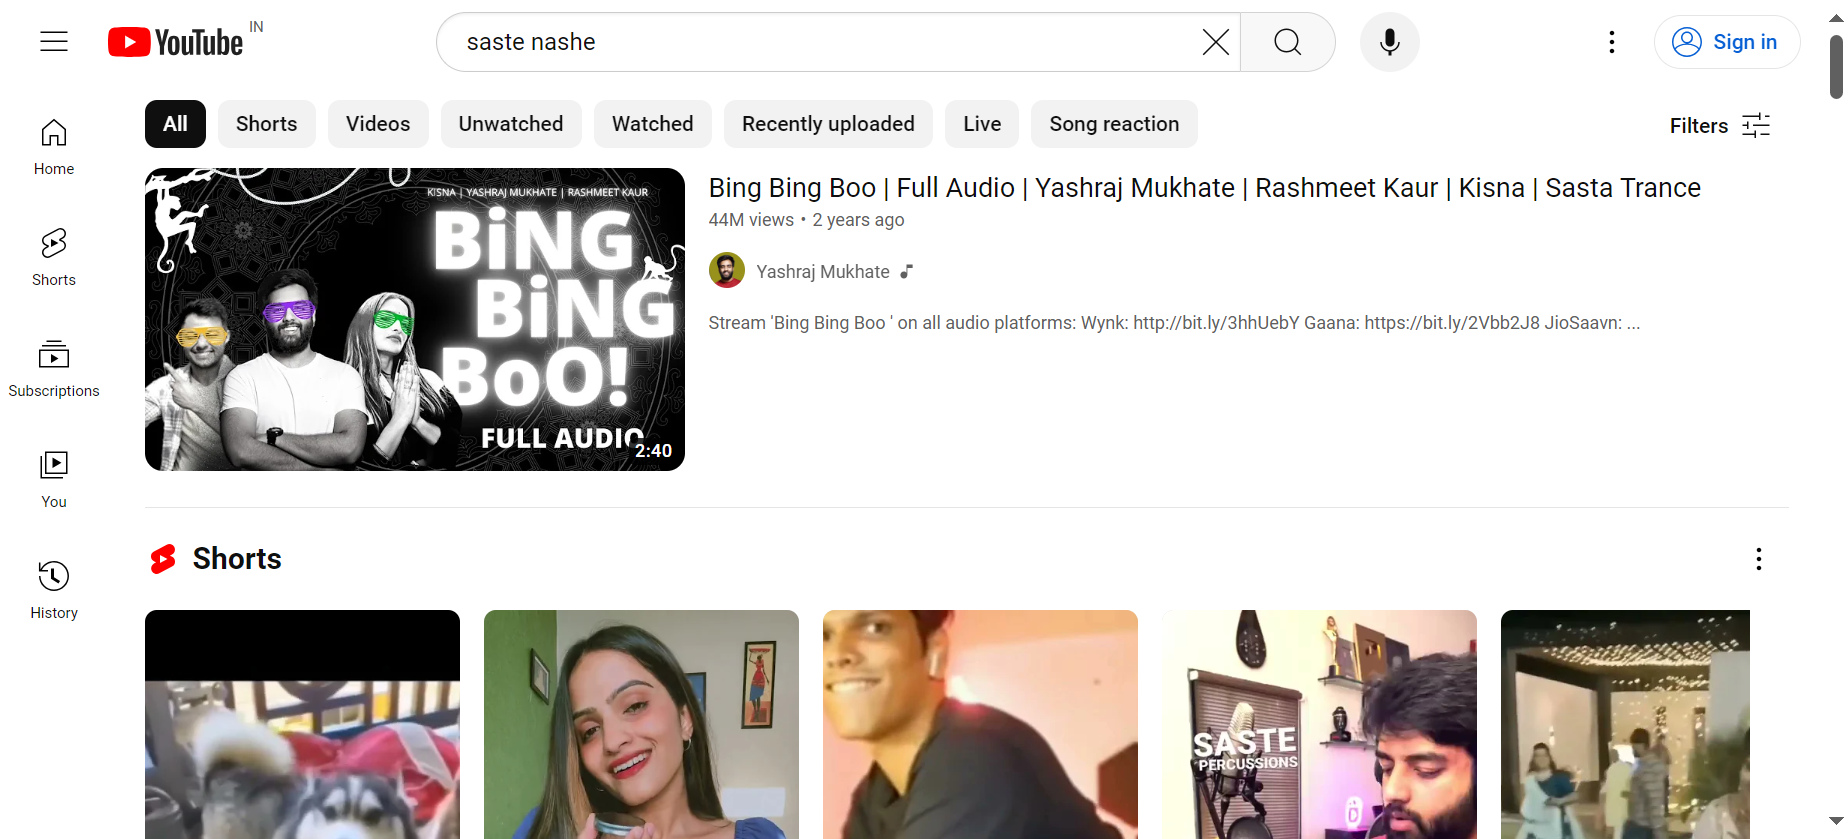 YouTube IN
saste nashe
Sign in
All
Shorts
Videos
Unwatched
Watched
Recently uploaded
Live
Song reaction
Filters
Home
Shorts
Subscriptions
You
History
KISNA | YASHRAJ MUKHATE | RASHMEET KAUR
BiNG
BiNG
BoO!
FULL AUDIO
2:40
Bing Bing Boo | Full Audio | Yashraj Mukhate | Rashmeet Kaur | Kisna | Sasta Trance
44M views • 2 years ago
Yashraj Mukhate
Stream 'Bing Bing Boo ' on all audio platforms: Wynk: http://bit.ly/3hhUebY Gaana: https://bit.ly/2Vbb2J8 JioSaavn: ...
Shorts
SASTE
PERCUSSIONS